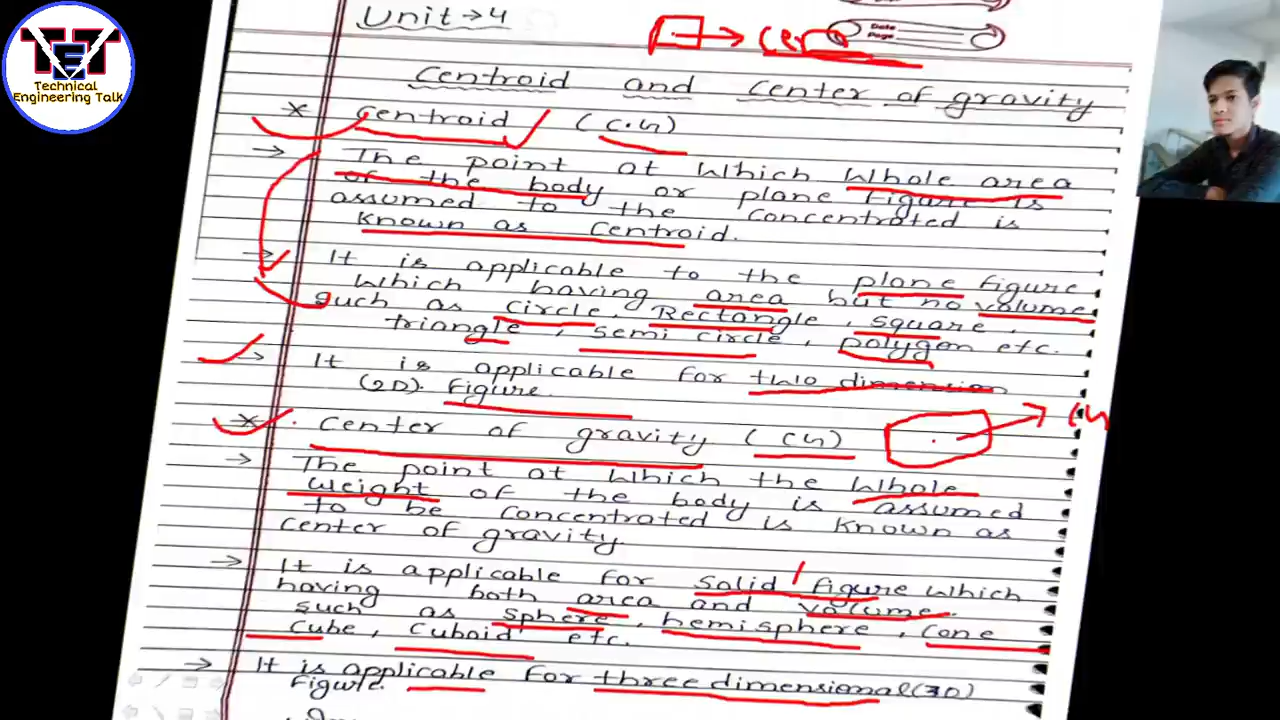 Unit → 4
Date
Page
Centroid and Center of gravity
* Centroid (C.G)
→ The point at which whole area
of the body or plane figure is
assumed to the concentrated is
known as Centroid.
→ It is applicable to the plane figure
which having area but no volume
such as circle, Rectangle, square,
triangle, semi circle, polygon etc.
→ It is applicable for two dimension
(2D). figure.
* Center of gravity (CG)
CG
→ The point at which the whole
weight of the body is assumed
to be concentrated is known as
center of gravity.
→ It is applicable for solid figure which
having both area and volume.
such as sphere, hemisphere, Cone
Cube, Cuboid etc.
→ It is applicable for three dimensional (3D)
figure.
TET
Technical
Engineering Talk